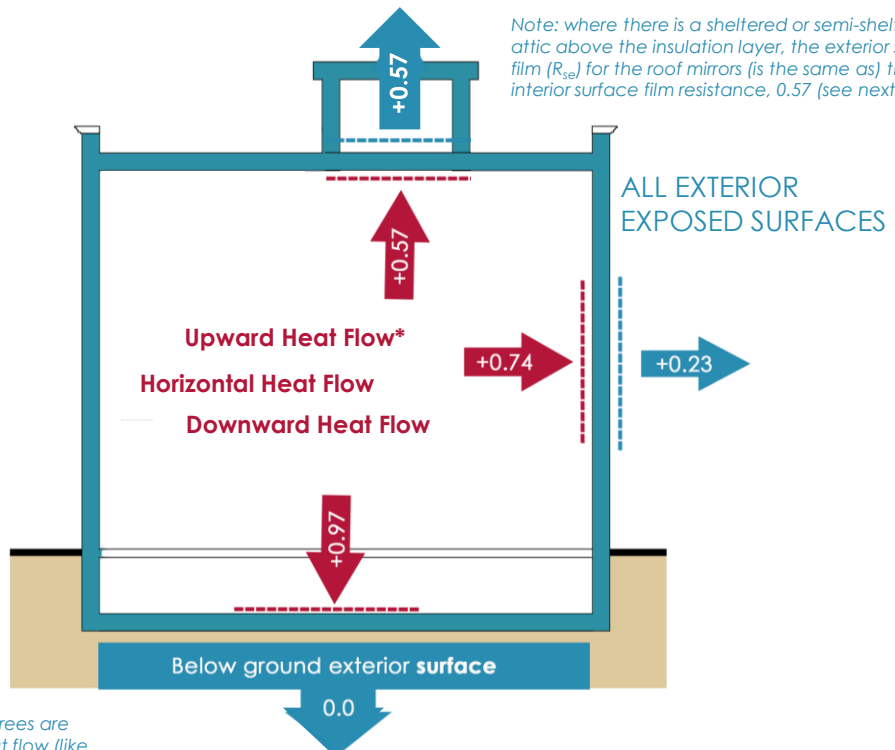 Note: where there is a sheltered or semi-shel
attic above the insulation layer, the exterior
film (Rse) for the roof mirrors (is the same as)
interior surface film resistance, 0.57 (see next
+0.57
ALL EXTERIOR
EXPOSED SURFACES
+0.57
Upward Heat Flow*
+0.74
+0.23
Horizontal Heat Flow
Downward Heat Flow
+0.97
Below ground exterior surface
0.0
rees are
at flow (like